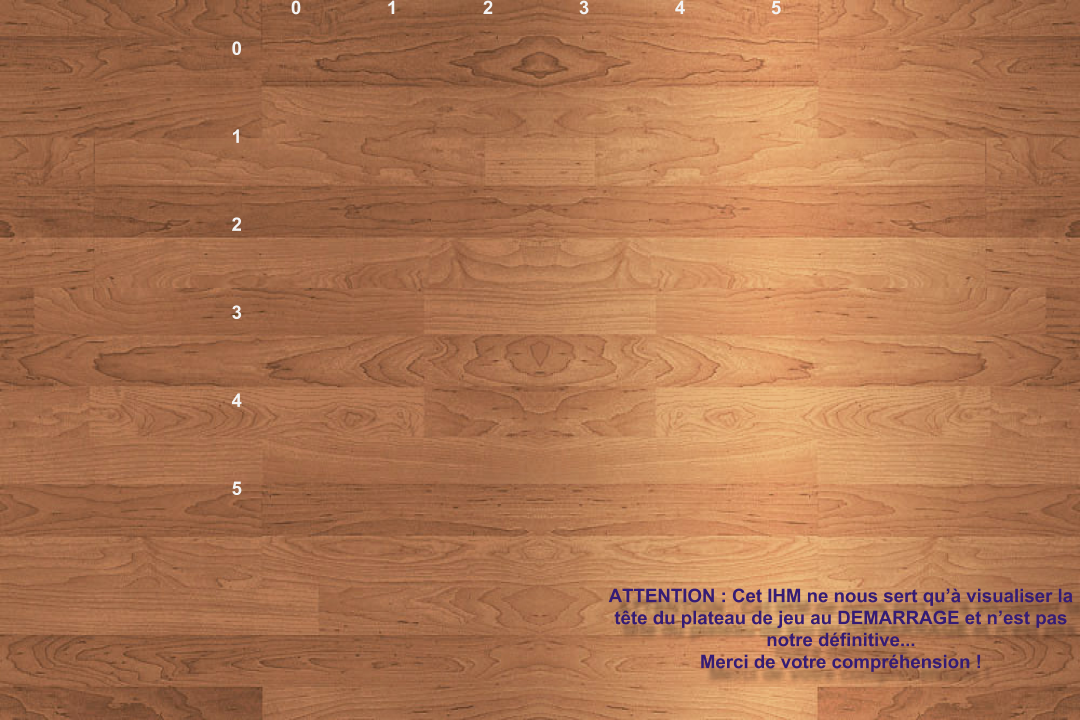 0 1 2 3 4 5
0
1
2
3
4
5
ATTENTION : Cet IHM ne nous sert qu’à visualiser la
tête du plateau de jeu au DEMARRAGE et n’est pas
notre définitive...
Merci de votre compréhension !